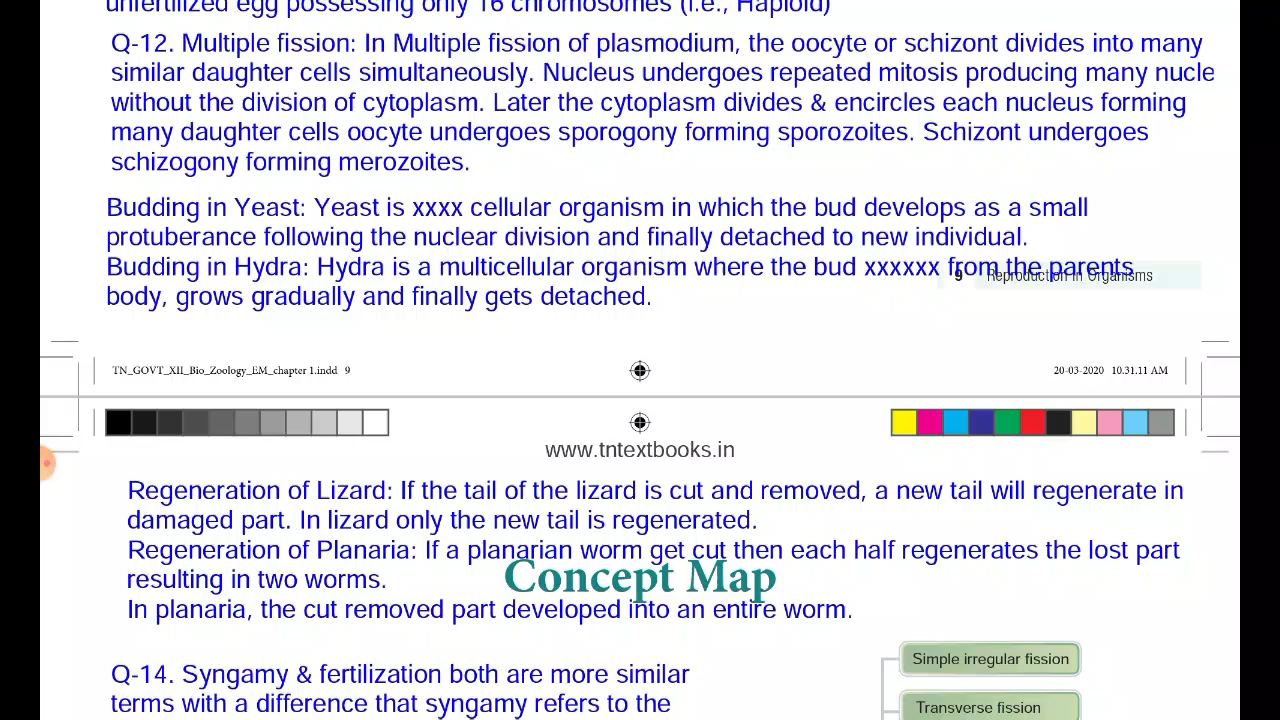 unfertilized egg possessing only 16 chromosomes (i.e., Haploid)
Q-12. Multiple fission: In Multiple fission of plasmodium, the oocyte or schizont divides into many
similar daughter cells simultaneously. Nucleus undergoes repeated mitosis producing many nucle
without the division of cytoplasm. Later the cytoplasm divides & encircles each nucleus forming
many daughter cells oocyte undergoes sporogony forming sporozoites. Schizont undergoes
schizogony forming merozoites.
Budding in Yeast: Yeast is xxxx cellular organism in which the bud develops as a small
protuberance following the nuclear division and finally detached to new individual.
Budding in Hydra: Hydra is a multicellular organism where the bud xxxxxx from the parents
9 Reproduction in Organisms
body, grows gradually and finally gets detached.
TN_GOVT_XII_Bio_Zoology_EM_chapter 1.indd 9
20-03-2020 10.31.11 AM
www.tntextbooks.in
Regeneration of Lizard: If the tail of the lizard is cut and removed, a new tail will regenerate in
damaged part. In lizard only the new tail is regenerated.
Regeneration of Planaria: If a planarian worm get cut then each half regenerates the lost part
resulting in two worms.
Concept Map
In planaria, the cut removed part developed into an entire worm.
Q-14. Syngamy & fertilization both are more similar
terms with a difference that syngamy refers to the
Simple irregular fission
Transverse fission